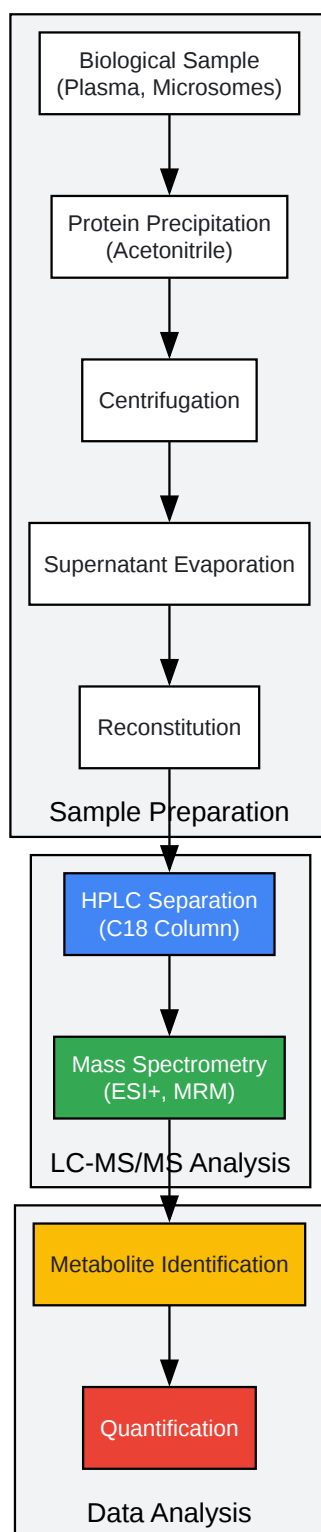 Biological Sample
(Plasma, Microsomes)
Protein Precipitation
(Acetonitrile)
Centrifugation
Supernatant Evaporation
Reconstitution
Sample Preparation
HPLC Separation
(C18 Column)
Mass Spectrometry
(ESI+, MRM)
LC-MS/MS Analysis
Metabolite Identification
Quantification
Data Analysis